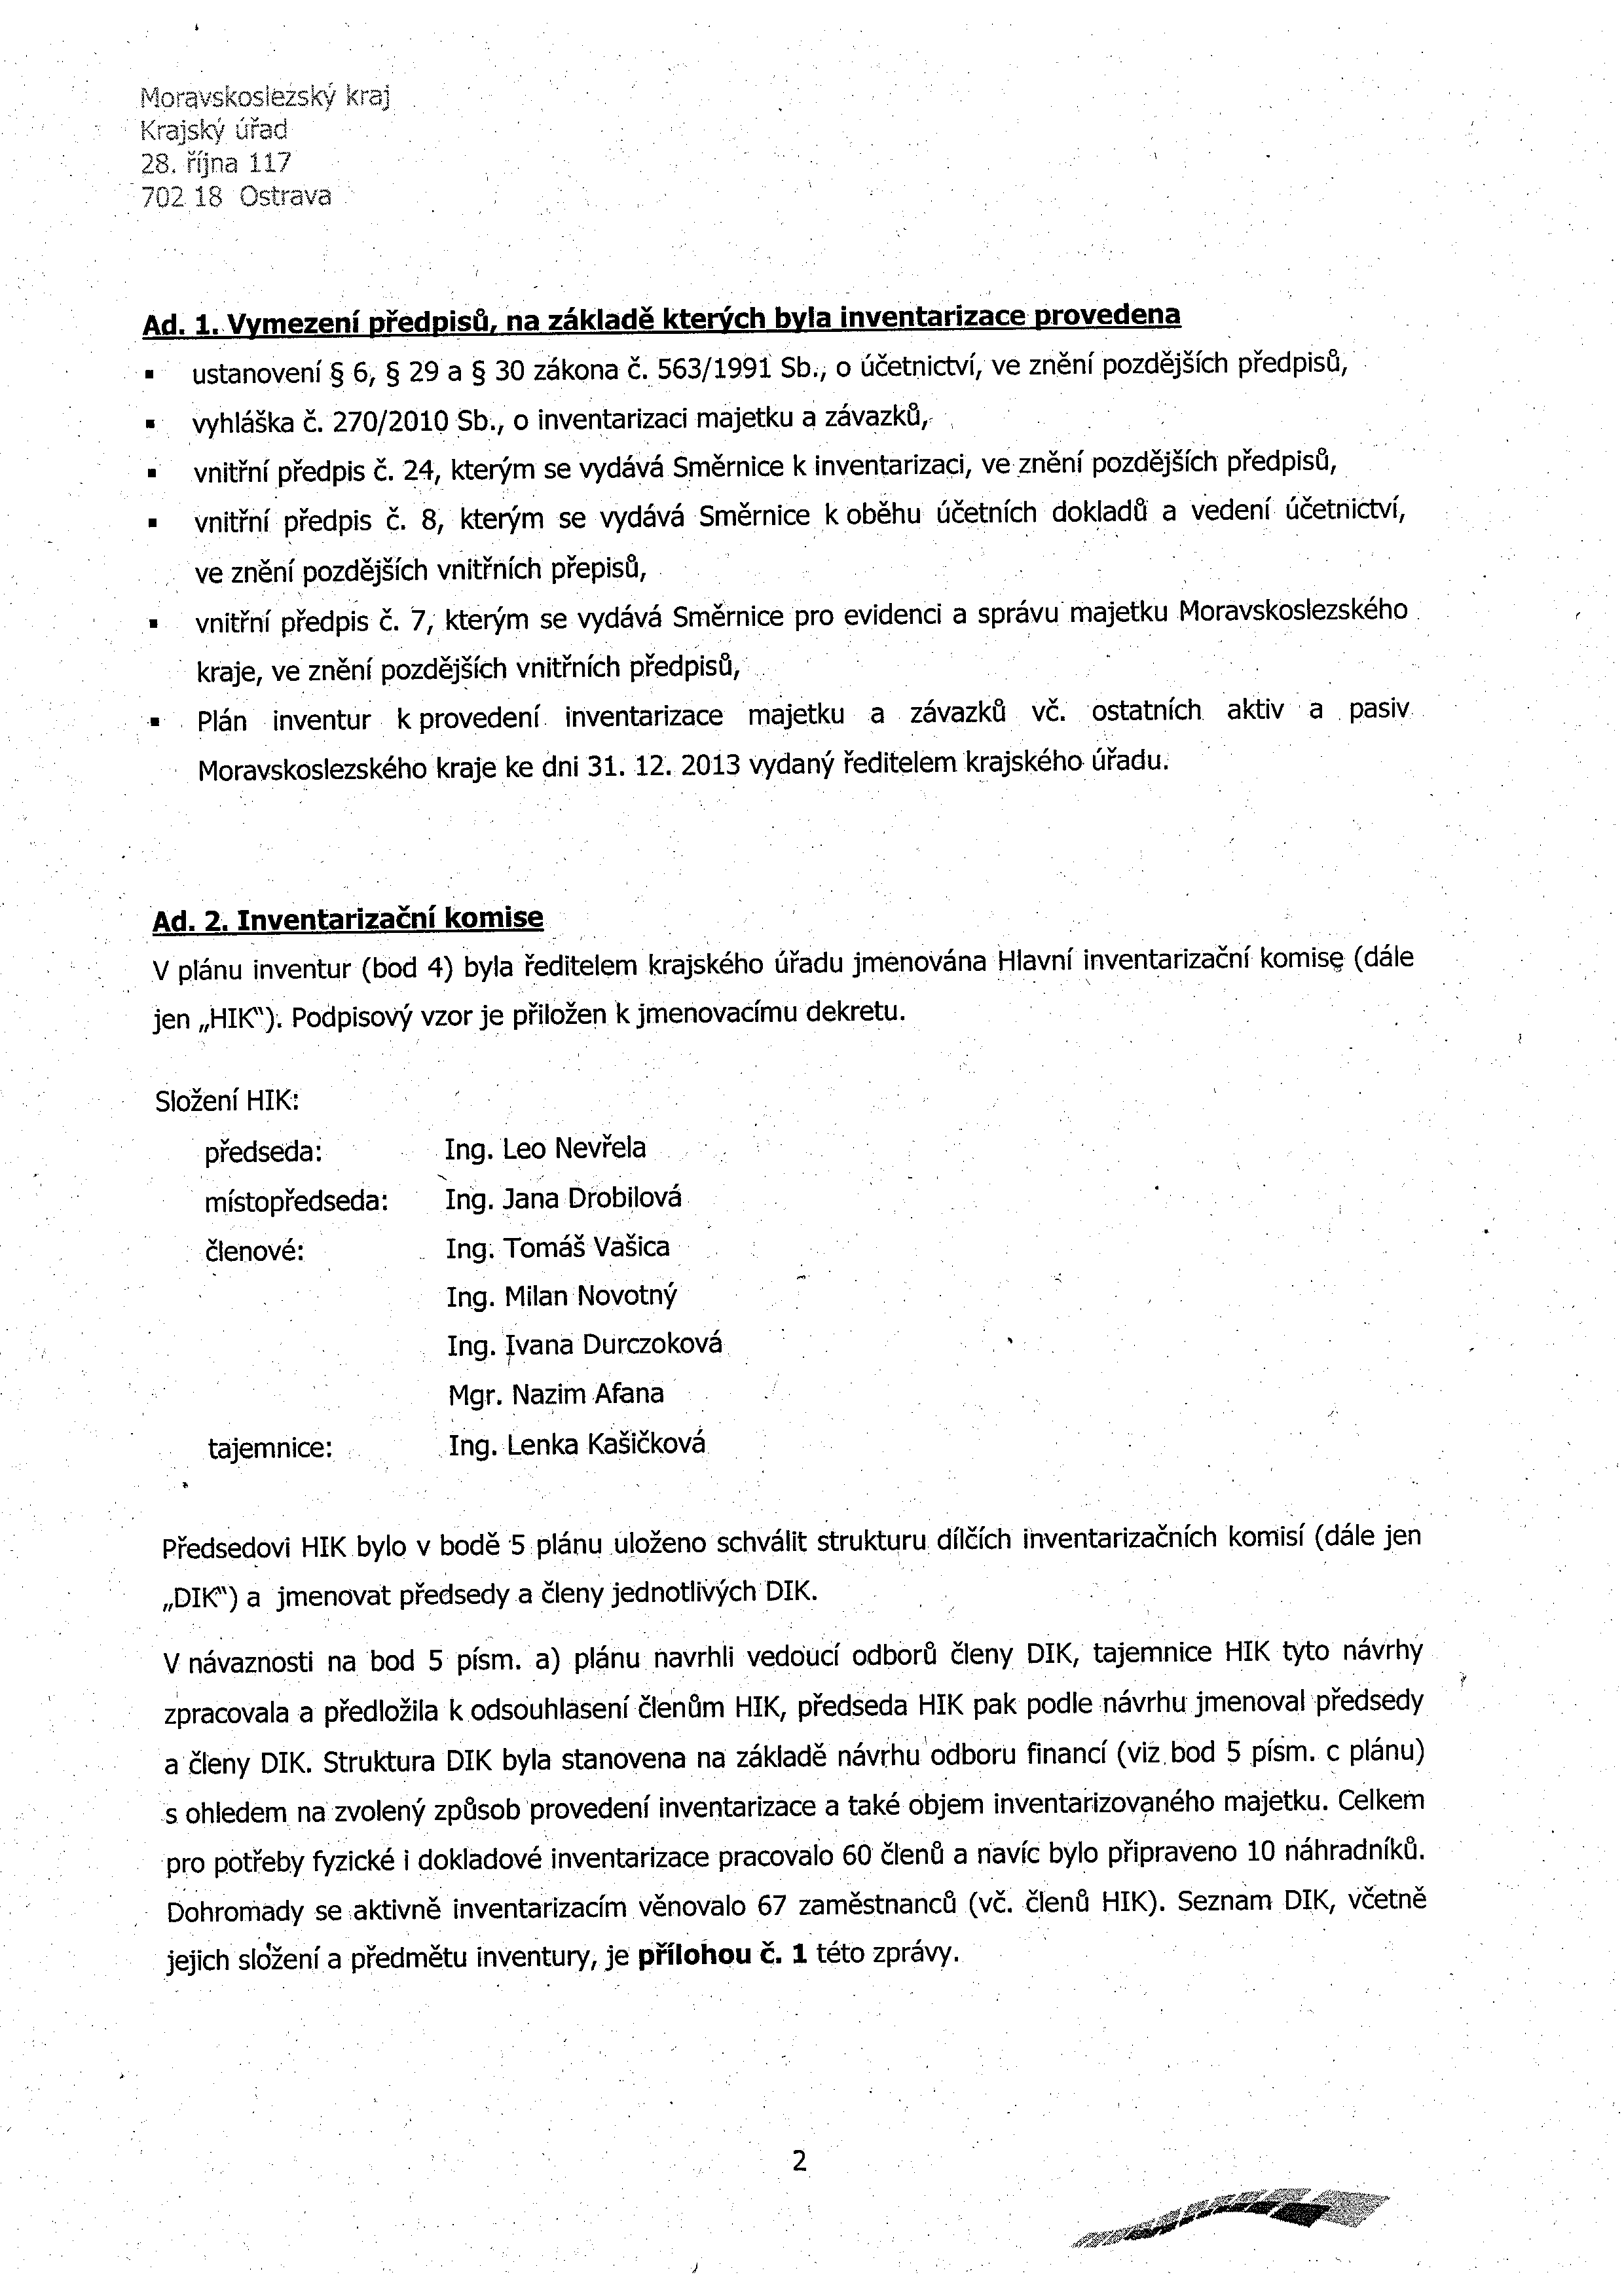 Moravskoslezský kraj
Krajský úřad
28. října 117
702 18 Ostrava
Ad. 1. Vymezení předpisů, na základě kterých byla inventarizace provedena
▪ ustanovení § 6, § 29 a § 30 zákona č. 563/1991 Sb., o účetnictví, ve znění pozdějších předpisů,
▪ vyhláška č. 270/2010 Sb., o inventarizaci majetku a závazků,
▪ vnitřní předpis č. 24, kterým se vydává Směrnice k inventarizaci, ve znění pozdějších předpisů,
▪ vnitřní předpis č. 8, kterým se vydává Směrnice k oběhu účetních dokladů a vedení účetnictví,
ve znění pozdějších vnitřních přepisů,
▪ vnitřní předpis č. 7, kterým se vydává Směrnice pro evidenci a správu majetku Moravskoslezského
kraje, ve znění pozdějších vnitřních předpisů,
▪ Plán inventur k provedení inventarizace majetku a závazků vč. ostatních aktiv a pasiv
Moravskoslezského kraje ke dni 31. 12. 2013 vydaný ředitelem krajského úřadu.
Ad. 2. Inventarizační komise
V plánu inventur (bod 4) byla ředitelem krajského úřadu jmenována Hlavní inventarizační komise (dále
jen „HIK“). Podpisový vzor je přiložen k jmenovacímu dekretu.
Složení HIK:
předseda: Ing. Leo Nevřela
místopředseda: Ing. Jana Drobilová
členové: Ing. Tomáš Vašica
Ing. Milan Novotný
Ing. Ivana Durczoková
Mgr. Nazim Afana
tajemnice: Ing. Lenka Kašičková
Předsedovi HIK bylo v bodě 5 plánu uloženo schválit strukturu dílčích inventarizačních komisí (dále jen
„DIK“) a jmenovat předsedy a členy jednotlivých DIK.
V návaznosti na bod 5 písm. a) plánu navrhli vedoucí odborů členy DIK, tajemnice HIK tyto návrhy
zpracovala a předložila k odsouhlasení členům HIK, předseda HIK pak podle návrhu jmenoval předsedy
a členy DIK. Struktura DIK byla stanovena na základě návrhu odboru financí (viz bod 5 písm. c plánu)
s ohledem na zvolený způsob provedení inventarizace a také objem inventarizovaného majetku. Celkem
pro potřeby fyzické i dokladové inventarizace pracovalo 60 členů a navíc bylo připraveno 10 náhradníků.
Dohromady se aktivně inventarizacím věnovalo 67 zaměstnanců (vč. členů HIK). Seznam DIK, včetně
jejich složení a předmětu inventury, je přílohou č. 1 této zprávy.
2